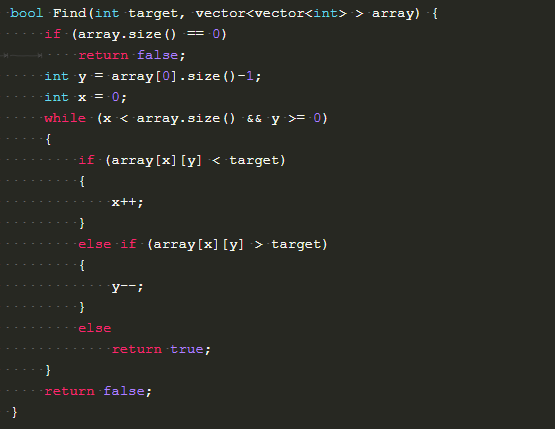 bool Find(int target, vector<vector<int> > array) {
    if (array.size() == 0)
        return false;
    int y = array[0].size()-1;
    int x = 0;
    while (x < array.size() && y >= 0)
    {
        if (array[x][y] < target)
        {
            x++;
        }
        else if (array[x][y] > target)
        {
            y--;
        }
        else
            return true;
    }
    return false;
}